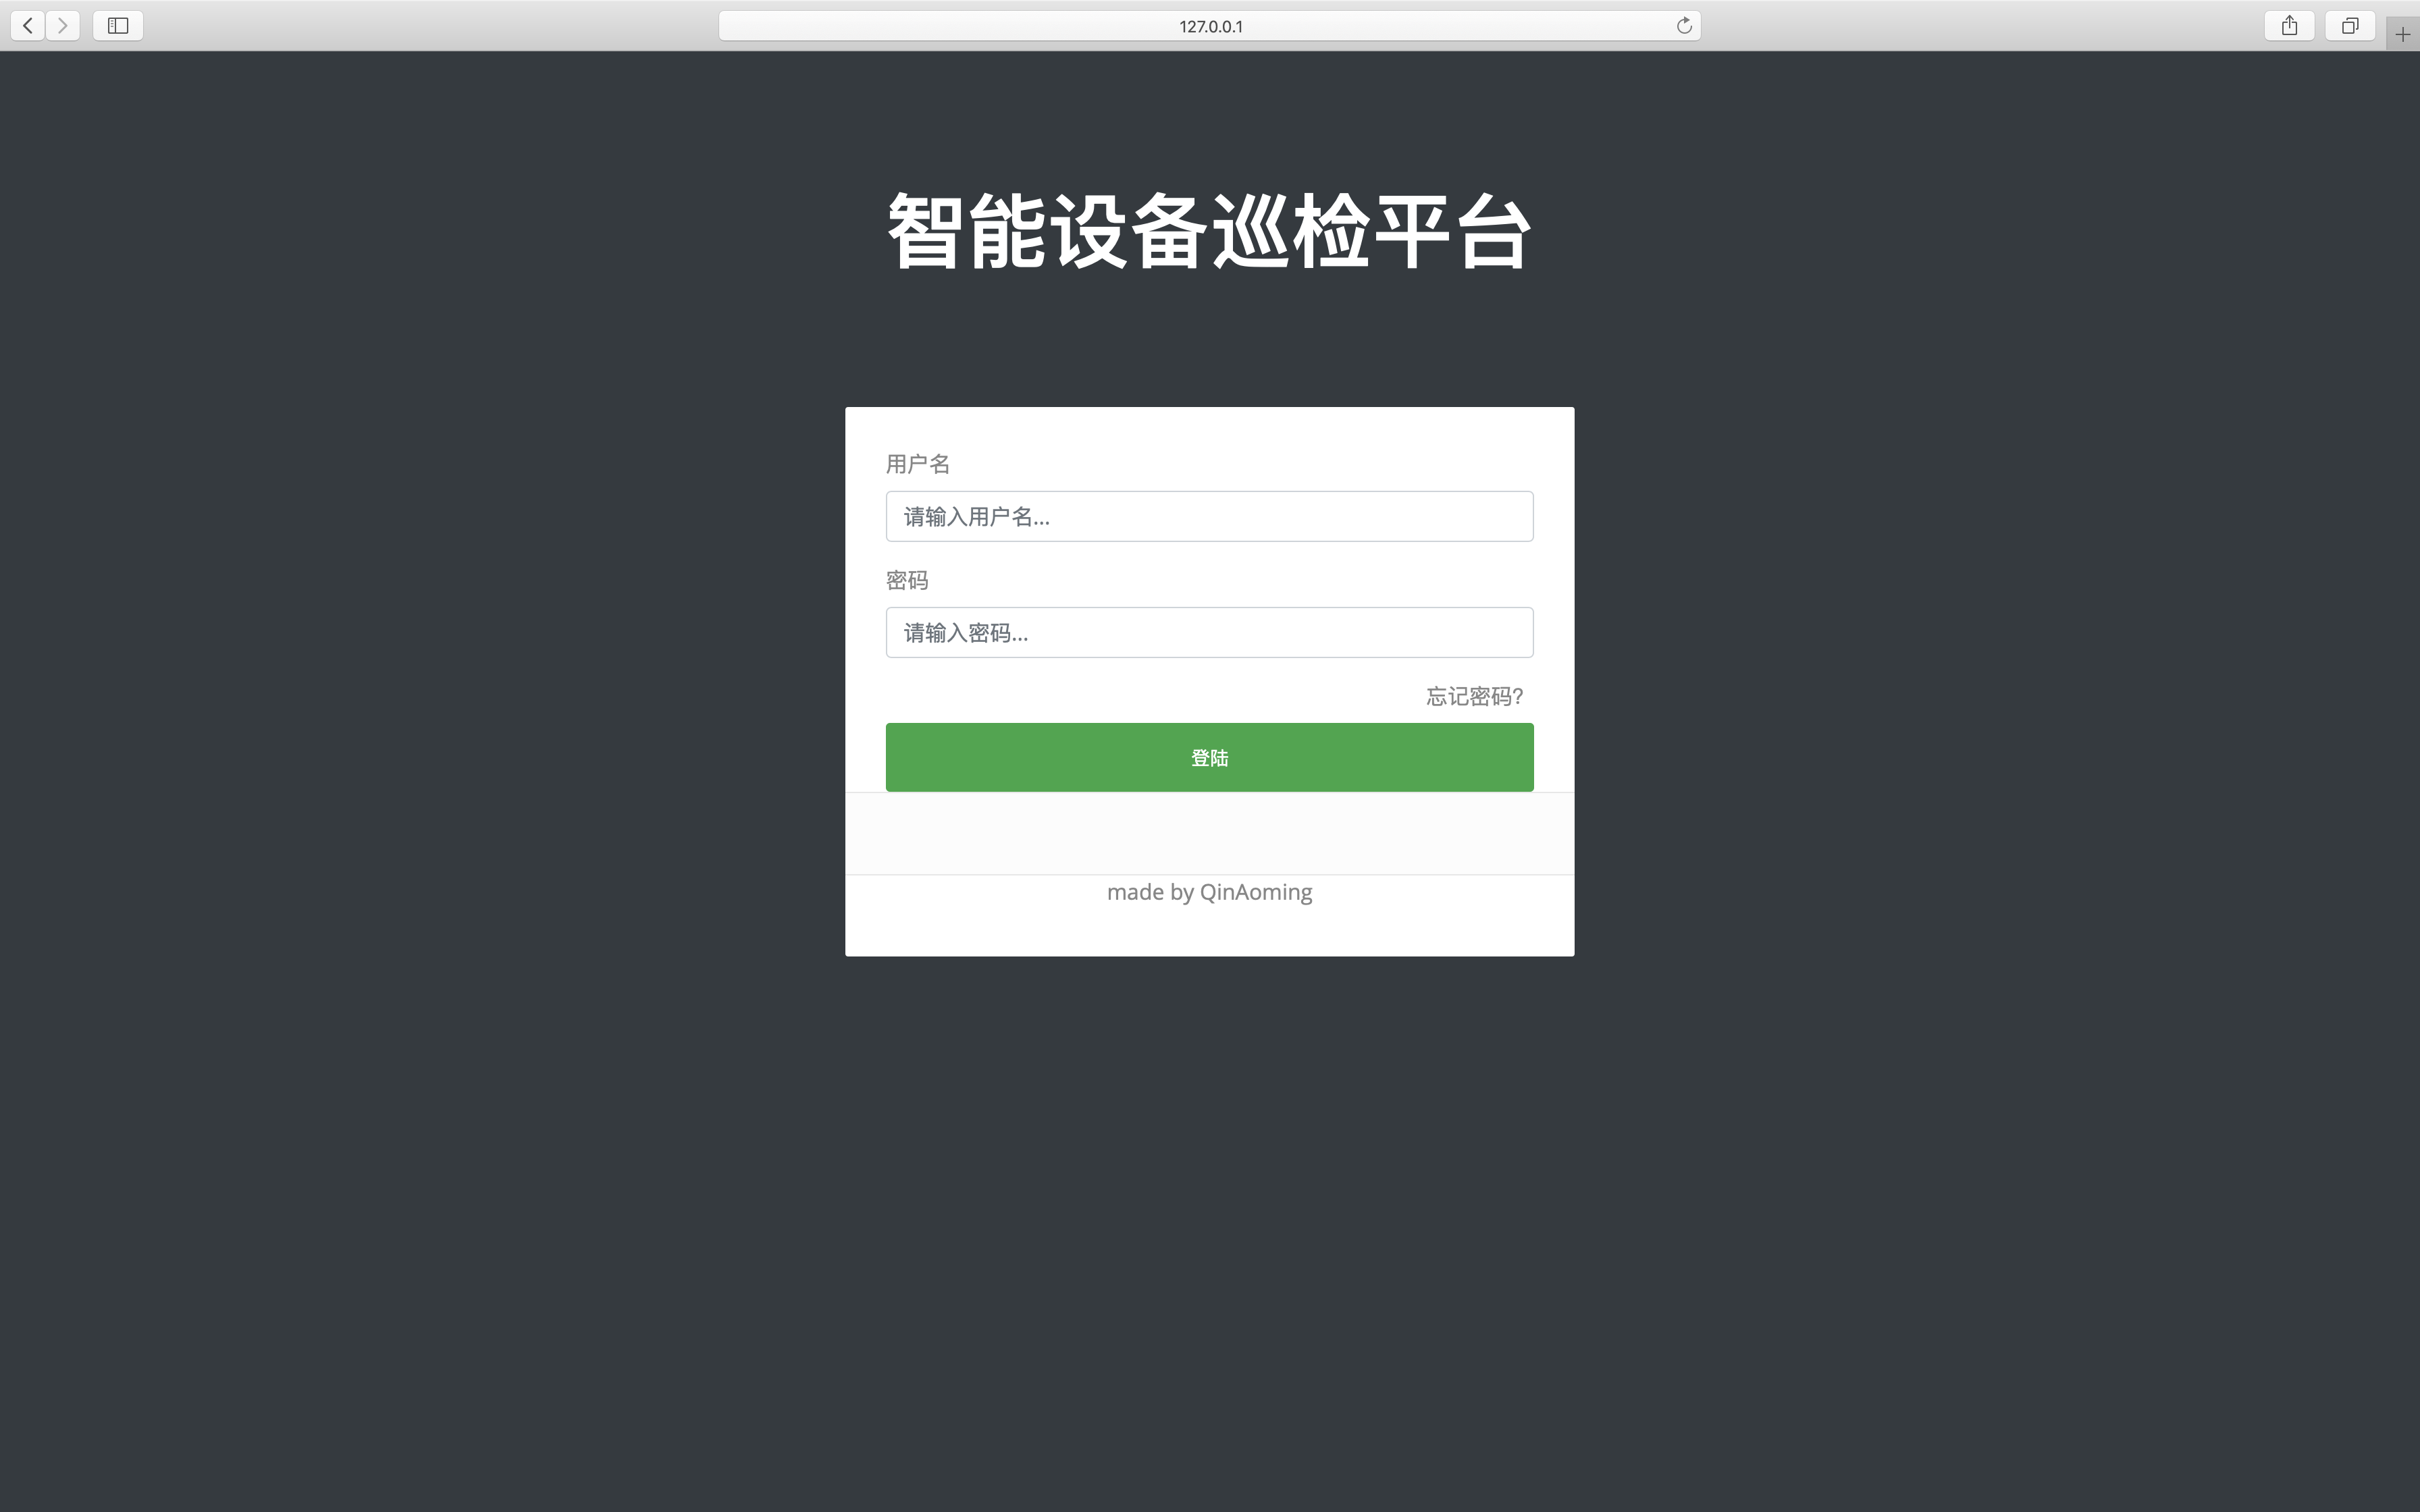 127.0.0.1
智能设备巡检平台
用户名
请输入用户名...
密码
请输入密码...
忘记密码?
登陆
made by QinAoming